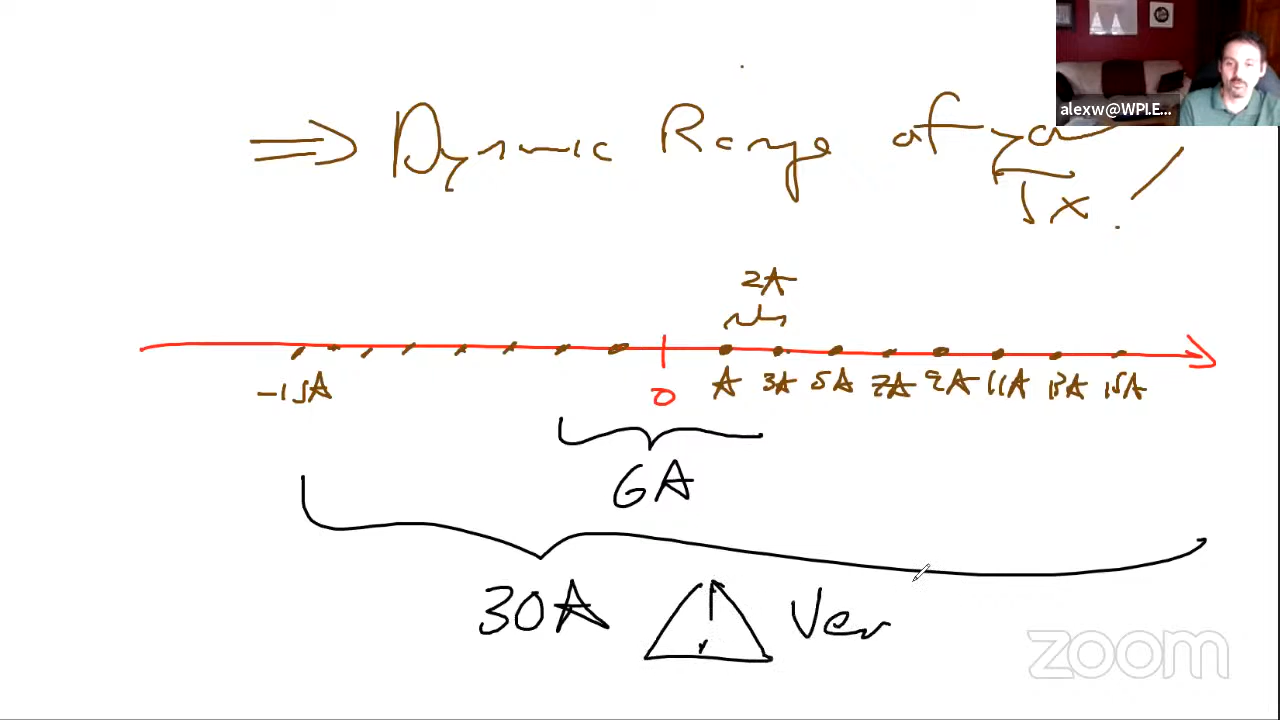 alexw@WPI.E...
⇒ Dynamic Range of your
Tx!
2A
-15A 0 A 3A 5A 7A 9A 11A 13A 15A
6A
30A ! Ver
zoom